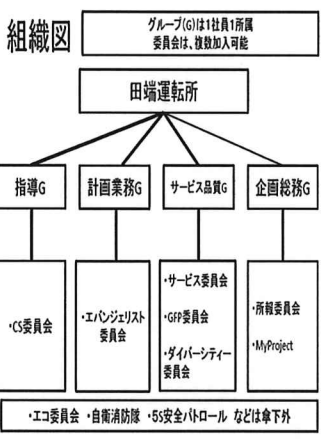 組織図
グループ(G)は1社員1所属
委員会は、複数加入可能
田端運転所
指導G
計画業務G
サービス品質G
企画総務G
・CS委員会
・エバンジェリスト
委員会
・サービス委員会
・GFP委員会
・ダイバーシティー
委員会
・所報委員会
・MyProject
・エコ委員会 ・自衛消防隊 ・5S安全パトロール などは傘下外